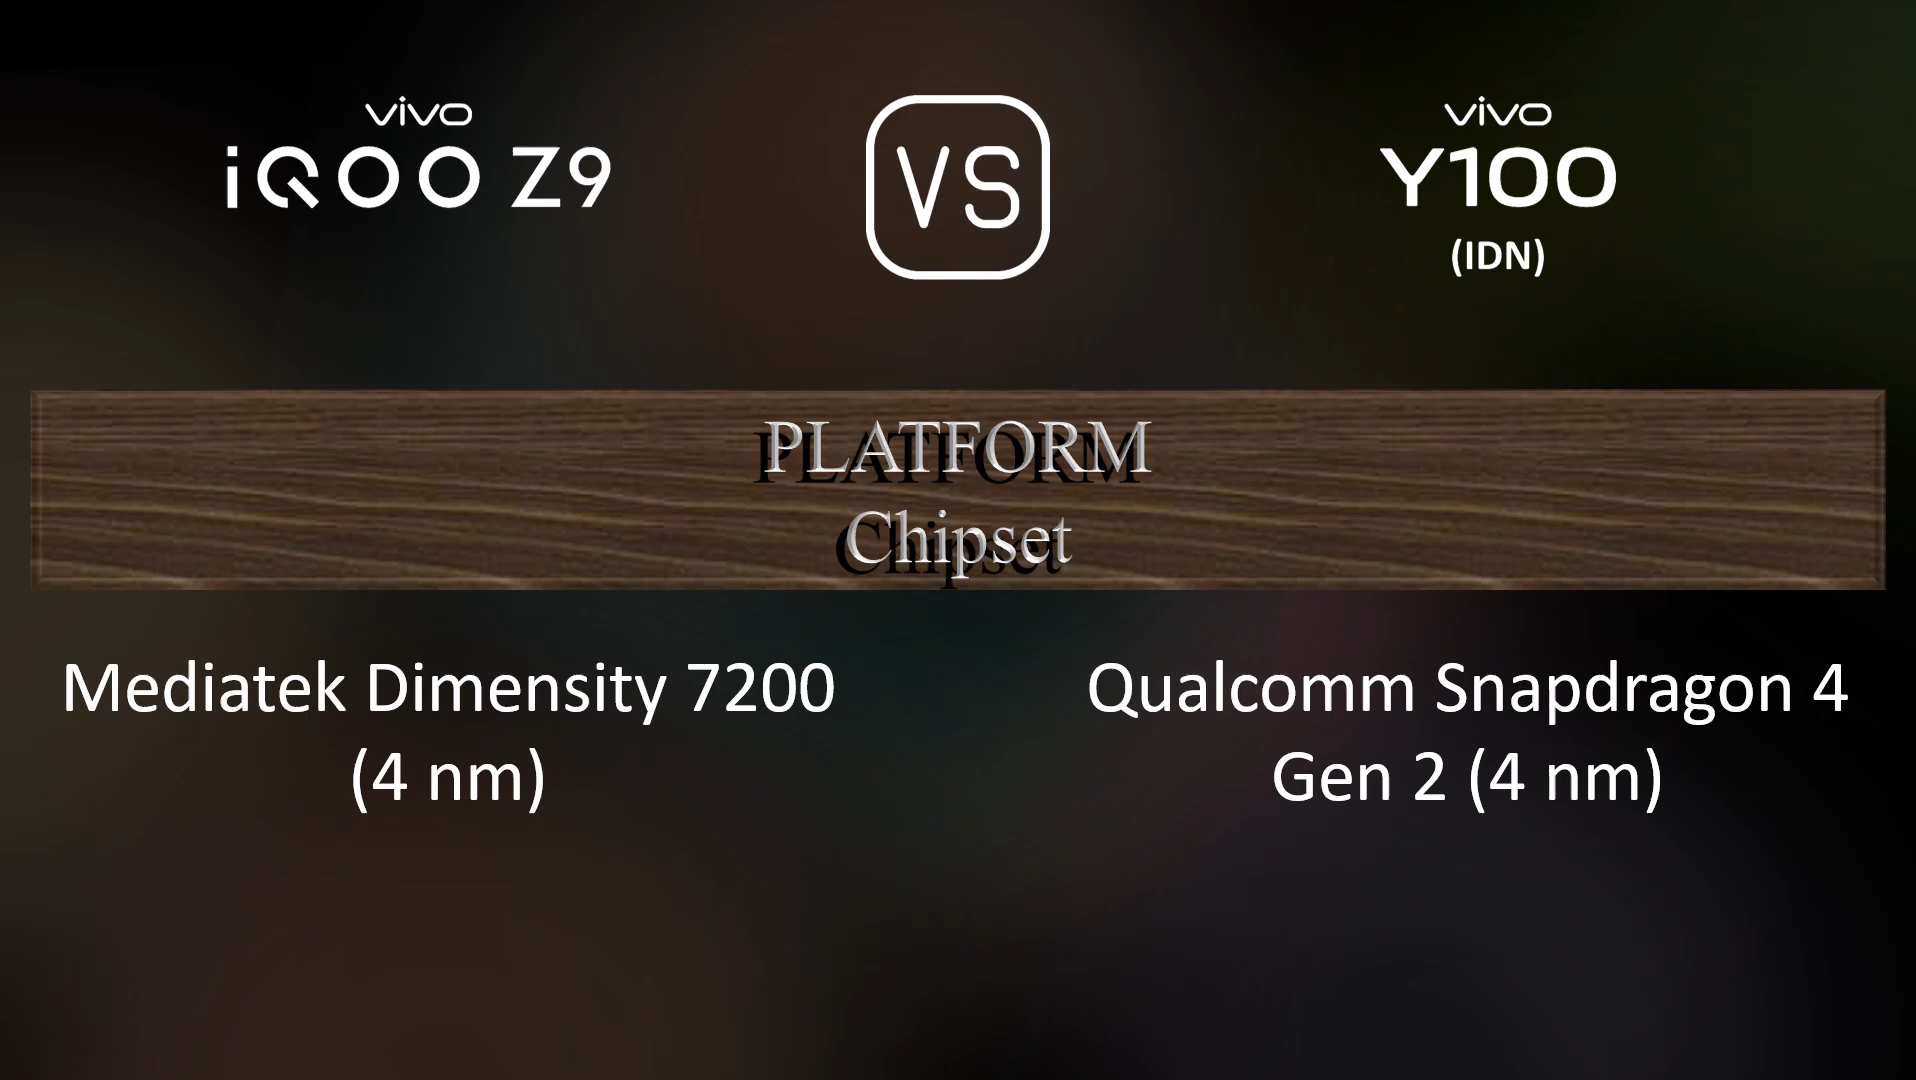 vivo
iQOO Z9
VS
vivo
Y100
(IDN)
PLATFORM
Chipset
Mediatek Dimensity 7200
(4 nm)
Qualcomm Snapdragon 4
Gen 2 (4 nm)